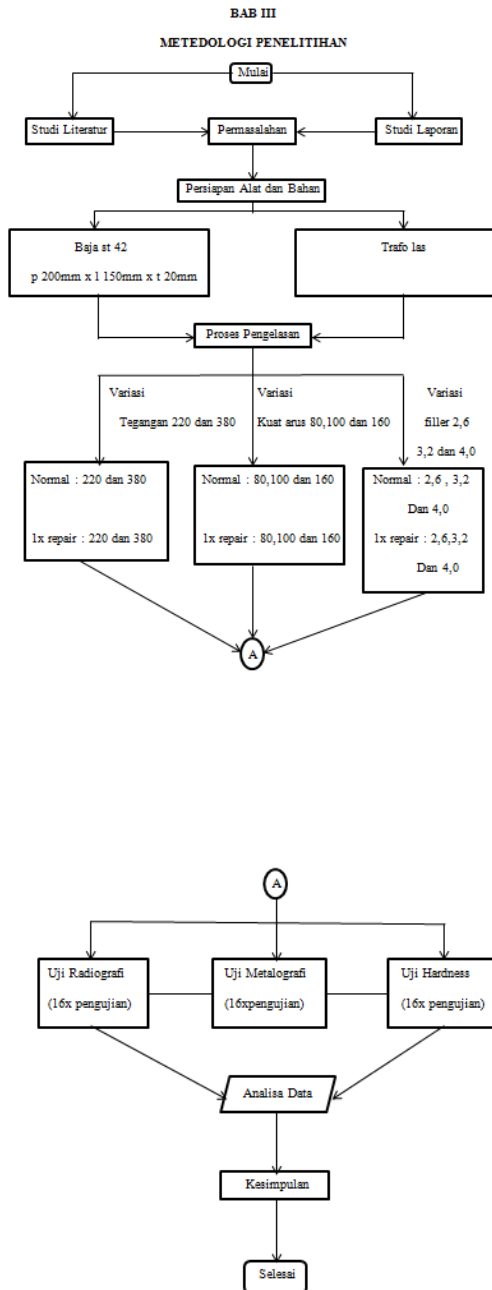 BAB III
METEDOLOGI PENELITIHAN
Mulai
Studi Literatur
Permasalahan
Studi Laporan
Persiapan Alat dan Bahan
Baja st 42
p 200mm x l 150mm x t 20mm
Trafo las
Proses Pengelasan
Variasi
Tegangan 220 dan 380
Variasi
Kuat arus 80,100 dan 160
Variasi
filler 2,6
3,2 dan 4,0
Normal : 220 dan 380
1x repair : 220 dan 380
Normal : 80,100 dan 160
1x repair : 80,100 dan 160
Normal : 2,6 , 3,2
Dan 4,0
1x repair : 2,6,3,2
Dan 4,0
A
A
Uji Radiografi
(16x pengujian)
Uji Metalografi
(16xpengujian)
Uji Hardness
(16x pengujian)
Analisa Data
Kesimpulan
Selesai